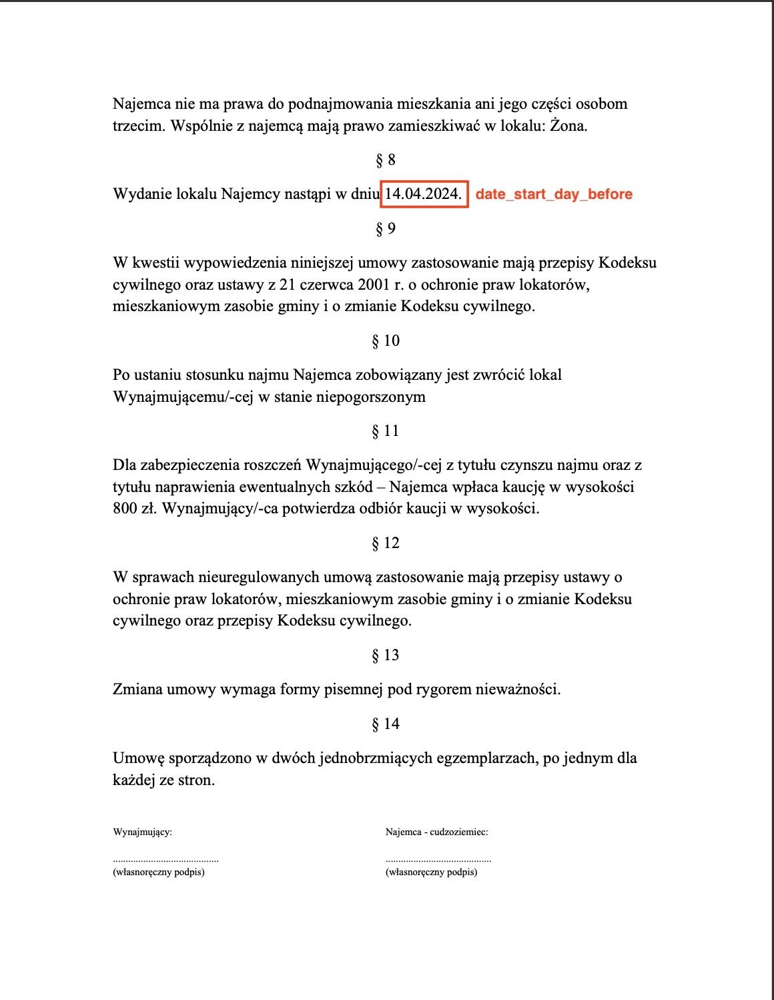 Najemca nie ma prawa do podnajmowania mieszkania ani jego części osobom
trzecim. Wspólnie z najemcą mają prawo zamieszkiwać w lokalu: Żona.
§ 8
Wydanie lokalu Najemcy nastąpi w dniu 14.04.2024. date_start_day_before
§ 9
W kwestii wypowiedzenia niniejszej umowy zastosowanie mają przepisy Kodeksu
cywilnego oraz ustawy z 21 czerwca 2001 r. o ochronie praw lokatorów,
mieszkaniowym zasobie gminy i o zmianie Kodeksu cywilnego.
§ 10
Po ustaniu stosunku najmu Najemca zobowiązany jest zwrócić lokal
Wynajmującemu/-cej w stanie niepogorszonym
§ 11
Dla zabezpieczenia roszczeń Wynajmującego/-cej z tytułu czynszu najmu oraz z
tytułu naprawienia ewentualnych szkód – Najemca wpłaca kaucję w wysokości
800 zł. Wynajmujący/-ca potwierdza odbiór kaucji w wysokości.
§ 12
W sprawach nieuregulowanych umową zastosowanie mają przepisy ustawy o
ochronie praw lokatorów, mieszkaniowym zasobie gminy i o zmianie Kodeksu
cywilnego oraz przepisy Kodeksu cywilnego.
§ 13
Zmiana umowy wymaga formy pisemnej pod rygorem nieważności.
§ 14
Umowę sporządzono w dwóch jednobrzmiących egzemplarzach, po jednym dla
każdej ze stron.
Wynajmujący: Najemca - cudzoziemiec:
.......................................... ..........................................
(własnoręczny podpis) (własnoręczny podpis)